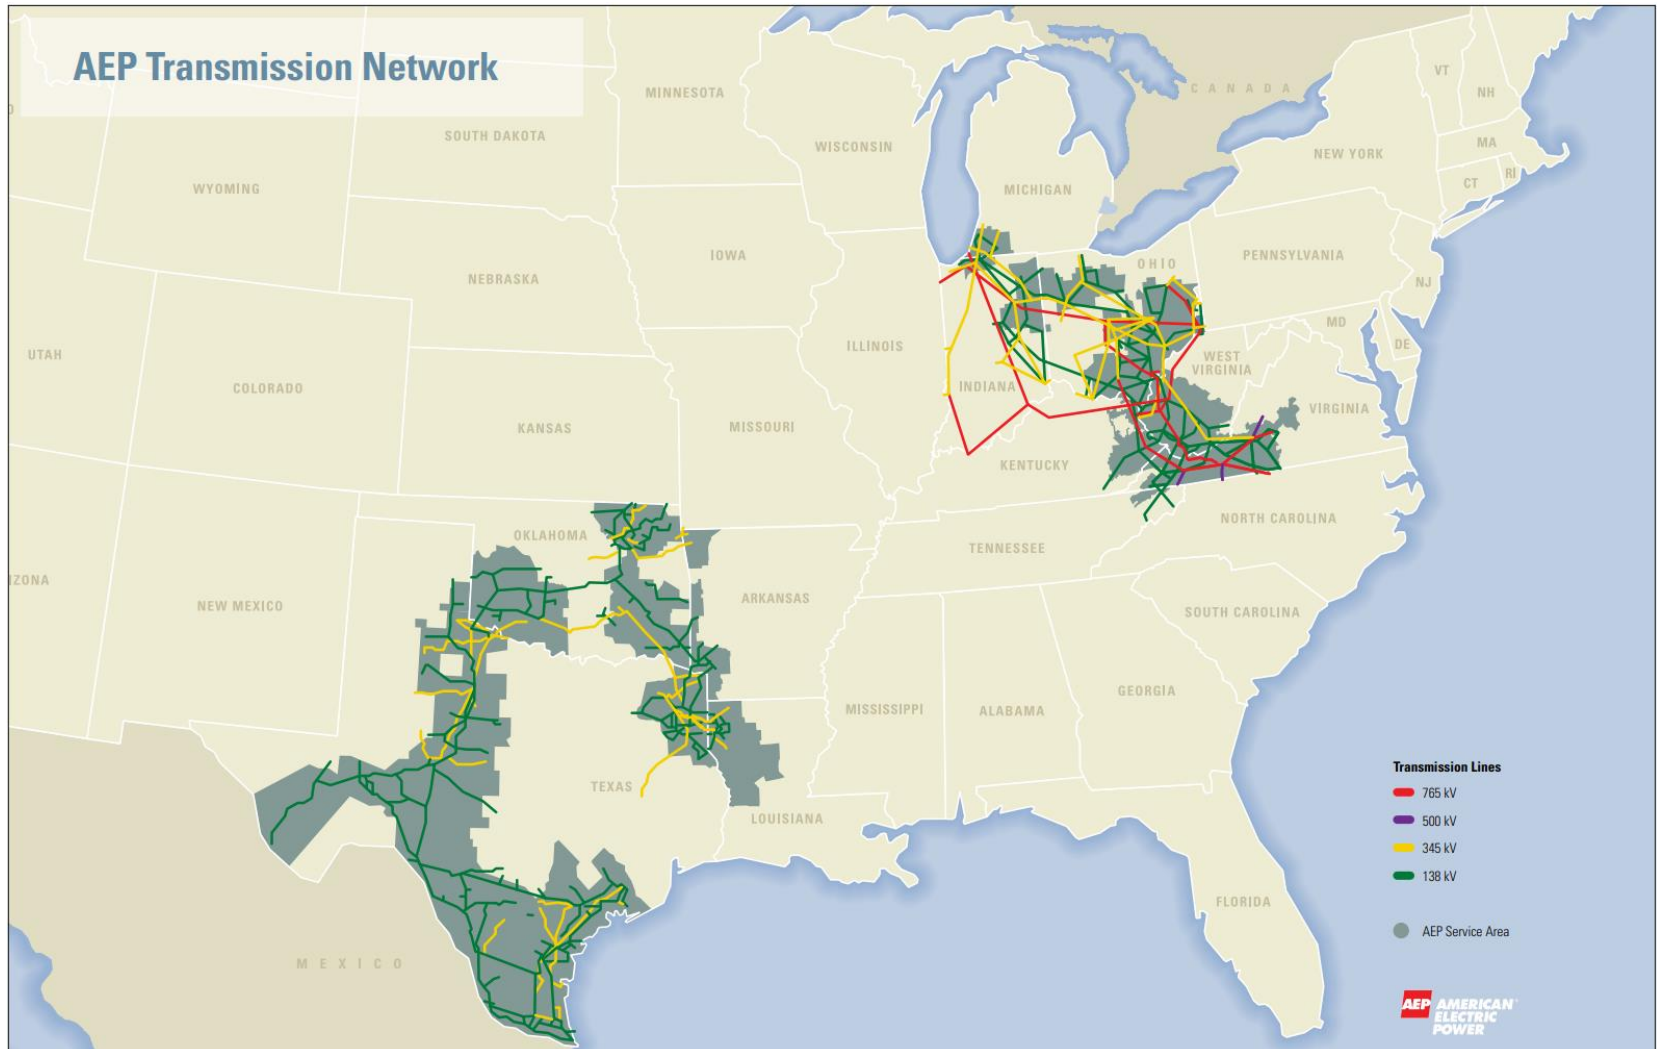 AEP Transmission Network
MINNESOTA
CANADA
VT
NH
SOUTH DAKOTA
WISCONSIN
MA
NEW YORK
RI
CT
WYOMING
MICHIGAN
IOWA
PENNSYLVANIA
OHIO
NEBRASKA
NJ
MD
DE
UTAH
ILLINOIS
WEST
VIRGINIA
COLORADO
INDIANA
VIRGINIA
KANSAS
MISSOURI
KENTUCKY
NORTH CAROLINA
OKLAHOMA
TENNESSEE
IZONA
NEW MEXICO
ARKANSAS
SOUTH CAROLINA
GEORGIA
MISSISSIPPI
ALABAMA
TEXAS
LOUISIANA
FLORIDA
MEXICO
Transmission Lines
765 kV
500 kV
345 kV
138 kV
AEP Service Area
AEP AMERICAN
ELECTRIC
POWER